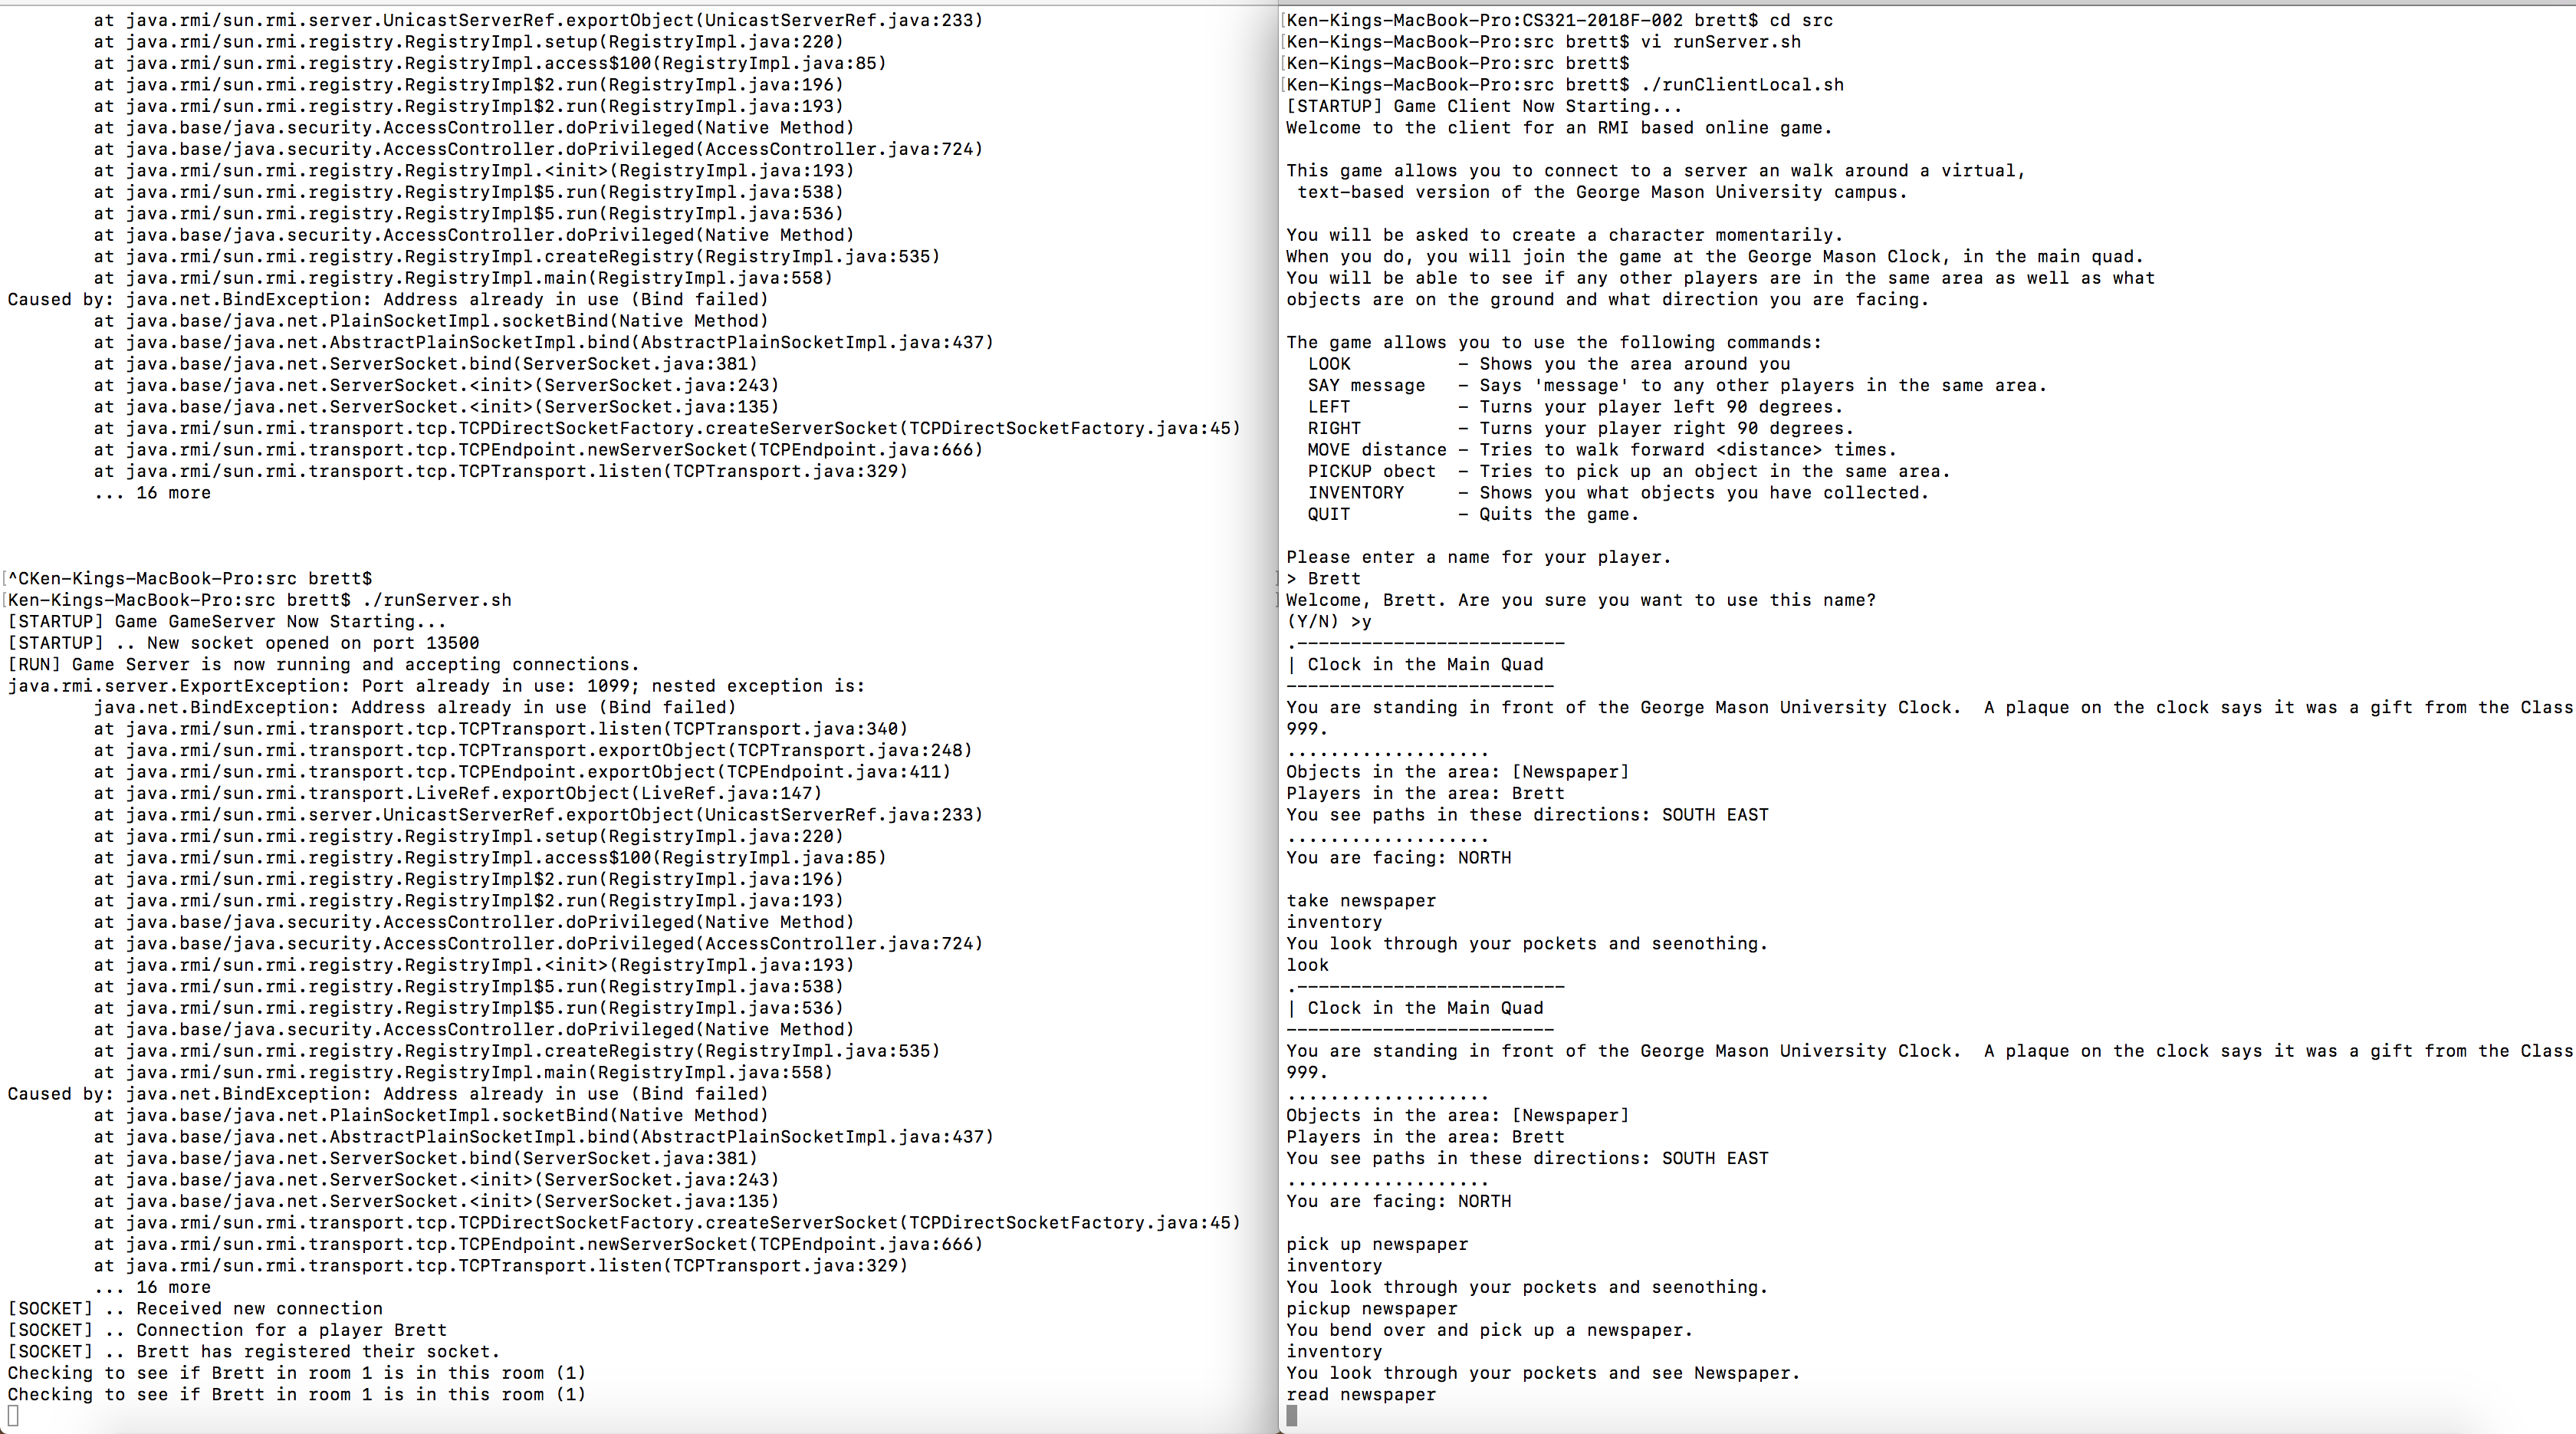 at java.rmi/sun.rmi.server.UnicastServerRef.exportObject(UnicastServerRef.java:233)
at java.rmi/sun.rmi.registry.RegistryImpl.setup(RegistryImpl.java:220)
at java.rmi/sun.rmi.registry.RegistryImpl.access$100(RegistryImpl.java:85)
at java.rmi/sun.rmi.registry.RegistryImpl$2.run(RegistryImpl.java:196)
at java.rmi/sun.rmi.registry.RegistryImpl$2.run(RegistryImpl.java:193)
at java.base/java.security.AccessController.doPrivileged(Native Method)
at java.base/java.security.AccessController.doPrivileged(AccessController.java:724)
at java.rmi/sun.rmi.registry.RegistryImpl.<init>(RegistryImpl.java:193)
at java.rmi/sun.rmi.registry.RegistryImpl$5.run(RegistryImpl.java:538)
at java.rmi/sun.rmi.registry.RegistryImpl$5.run(RegistryImpl.java:536)
at java.base/java.security.AccessController.doPrivileged(Native Method)
at java.rmi/sun.rmi.registry.RegistryImpl.createRegistry(RegistryImpl.java:535)
at java.rmi/sun.rmi.registry.RegistryImpl.main(RegistryImpl.java:558)
Caused by: java.net.BindException: Address already in use (Bind failed)
at java.base/java.net.PlainSocketImpl.socketBind(Native Method)
at java.base/java.net.AbstractPlainSocketImpl.bind(AbstractPlainSocketImpl.java:437)
at java.base/java.net.ServerSocket.bind(ServerSocket.java:381)
at java.base/java.net.ServerSocket.<init>(ServerSocket.java:243)
at java.base/java.net.ServerSocket.<init>(ServerSocket.java:135)
at java.rmi/sun.rmi.transport.tcp.TCPDirectSocketFactory.createServerSocket(TCPDirectSocketFactory.java:45)
at java.rmi/sun.rmi.transport.tcp.TCPEndpoint.newServerSocket(TCPEndpoint.java:666)
at java.rmi/sun.rmi.transport.tcp.TCPTransport.listen(TCPTransport.java:329)
... 16 more
[^CKen-Kings-MacBook-Pro:src brett$ ]
[Ken-Kings-MacBook-Pro:src brett$ ./runServer.sh ]
[STARTUP] Game GameServer Now Starting...
[STARTUP] .. New socket opened on port 13500
[RUN] Game Server is now running and accepting connections.
java.rmi.server.ExportException: Port already in use: 1099; nested exception is:
java.net.BindException: Address already in use (Bind failed)
at java.rmi/sun.rmi.transport.tcp.TCPTransport.listen(TCPTransport.java:340)
at java.rmi/sun.rmi.transport.tcp.TCPTransport.exportObject(TCPTransport.java:248)
at java.rmi/sun.rmi.transport.tcp.TCPEndpoint.exportObject(TCPEndpoint.java:411)
at java.rmi/sun.rmi.transport.LiveRef.exportObject(LiveRef.java:147)
at java.rmi/sun.rmi.server.UnicastServerRef.exportObject(UnicastServerRef.java:233)
at java.rmi/sun.rmi.registry.RegistryImpl.setup(RegistryImpl.java:220)
at java.rmi/sun.rmi.registry.RegistryImpl.access$100(RegistryImpl.java:85)
at java.rmi/sun.rmi.registry.RegistryImpl$2.run(RegistryImpl.java:196)
at java.rmi/sun.rmi.registry.RegistryImpl$2.run(RegistryImpl.java:193)
at java.base/java.security.AccessController.doPrivileged(Native Method)
at java.base/java.security.AccessController.doPrivileged(AccessController.java:724)
at java.rmi/sun.rmi.registry.RegistryImpl.<init>(RegistryImpl.java:193)
at java.rmi/sun.rmi.registry.RegistryImpl$5.run(RegistryImpl.java:538)
at java.rmi/sun.rmi.registry.RegistryImpl$5.run(RegistryImpl.java:536)
at java.base/java.security.AccessController.doPrivileged(Native Method)
at java.rmi/sun.rmi.registry.RegistryImpl.createRegistry(RegistryImpl.java:535)
at java.rmi/sun.rmi.registry.RegistryImpl.main(RegistryImpl.java:558)
Caused by: java.net.BindException: Address already in use (Bind failed)
at java.base/java.net.PlainSocketImpl.socketBind(Native Method)
at java.base/java.net.AbstractPlainSocketImpl.bind(AbstractPlainSocketImpl.java:437)
at java.base/java.net.ServerSocket.bind(ServerSocket.java:381)
at java.base/java.net.ServerSocket.<init>(ServerSocket.java:243)
at java.base/java.net.ServerSocket.<init>(ServerSocket.java:135)
at java.rmi/sun.rmi.transport.tcp.TCPDirectSocketFactory.createServerSocket(TCPDirectSocketFactory.java:45)
at java.rmi/sun.rmi.transport.tcp.TCPEndpoint.newServerSocket(TCPEndpoint.java:666)
at java.rmi/sun.rmi.transport.tcp.TCPTransport.listen(TCPTransport.java:329)
... 16 more
[SOCKET] .. Received new connection
[SOCKET] .. Connection for a player Brett
[SOCKET] .. Brett has registered their socket.
Checking to see if Brett in room 1 is in this room (1)
Checking to see if Brett in room 1 is in this room (1)
[Ken-Kings-MacBook-Pro:CS321-2018F-002 brett$ cd src
[Ken-Kings-MacBook-Pro:src brett$ vi runServer.sh
[Ken-Kings-MacBook-Pro:src brett$
[Ken-Kings-MacBook-Pro:src brett$ ./runClientLocal.sh
[STARTUP] Game Client Now Starting...
Welcome to the client for an RMI based online game.
This game allows you to connect to a server an walk around a virtual,
text-based version of the George Mason University campus.
You will be asked to create a character momentarily.
When you do, you will join the game at the George Mason Clock, in the main quad.
You will be able to see if any other players are in the same area as well as what
objects are on the ground and what direction you are facing.
The game allows you to use the following commands:
LOOK - Shows you the area around you
SAY message - Says 'message' to any other players in the same area.
LEFT - Turns your player left 90 degrees.
RIGHT - Turns your player right 90 degrees.
MOVE distance - Tries to walk forward <distance> times.
PICKUP obect - Tries to pick up an object in the same area.
INVENTORY - Shows you what objects you have collected.
QUIT - Quits the game.
Please enter a name for your player.
> Brett
Welcome, Brett. Are you sure you want to use this name?
(Y/N) >y
.-------------------------
| Clock in the Main Quad
-------------------------
You are standing in front of the George Mason University Clock.  A plaque on the clock says it was a gift from the Class
999.
...................
Objects in the area: [Newspaper]
Players in the area: Brett
You see paths in these directions: SOUTH EAST
...................
You are facing: NORTH
take newspaper
inventory
You look through your pockets and seenothing.
look
.-------------------------
| Clock in the Main Quad
-------------------------
You are standing in front of the George Mason University Clock.  A plaque on the clock says it was a gift from the Class
999.
...................
Objects in the area: [Newspaper]
Players in the area: Brett
You see paths in these directions: SOUTH EAST
...................
You are facing: NORTH
pick up newspaper
inventory
You look through your pockets and seenothing.
pickup newspaper
You bend over and pick up a newspaper.
inventory
You look through your pockets and see Newspaper.
read newspaper